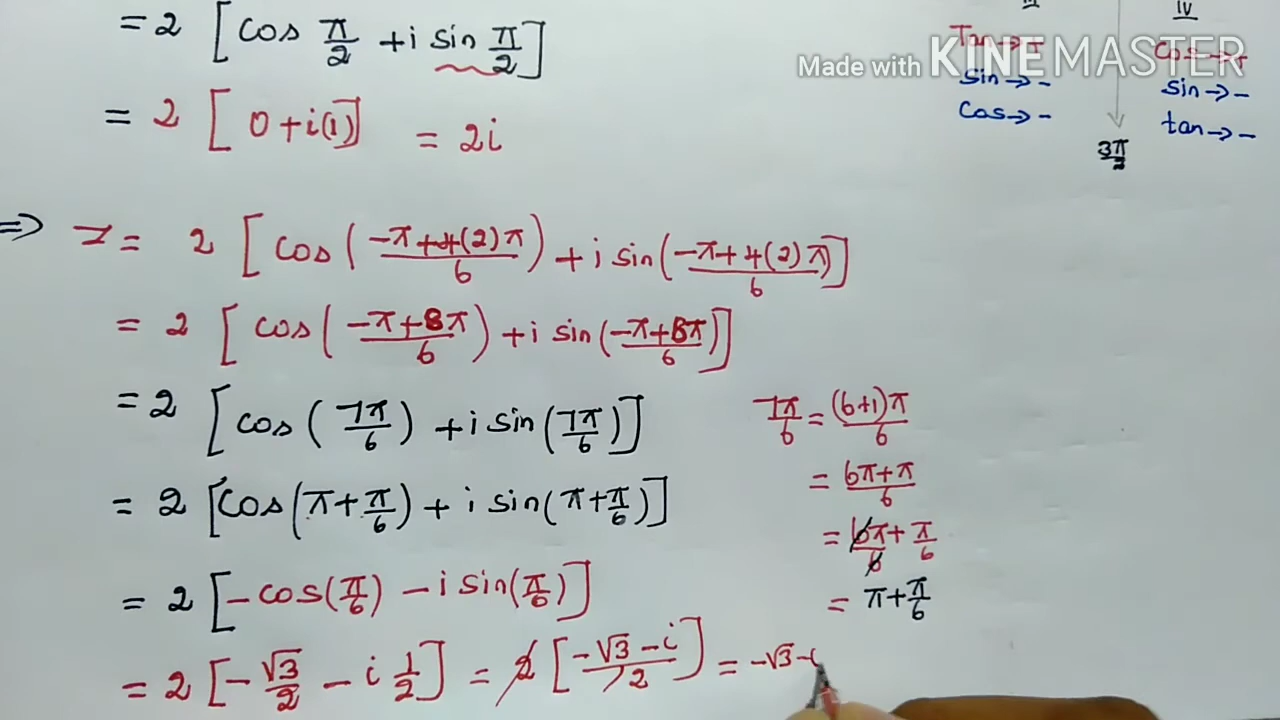 = 2 [cos π/2 + i sin π/2]
= 2 [0 + i(1)] = 2i
Made with KINEMASTER
III
IV
Tan → +
Cos → +
sin → -
sin → -
Cos → -
tan → -
3π/2
⇒ z = 2 [cos(-π+4(2)π/6) + i sin(-π+4(2)π/6)]
= 2 [cos(-π+8π/6) + i sin(-π+8π/6)]
= 2 [cos(7π/6) + i sin(7π/6)]
7π/6 = (6+1)π/6
= 6π+π/6
= 2 [cos(π+π/6) + i sin(π+π/6)]
= 6π/6 + π/6
= 2 [-cos(π/6) - i sin(π/6)]
= π+π/6
= 2 [-√3/2 - i 1/2] = 2 [-√3 - i/2] = -√3 - i